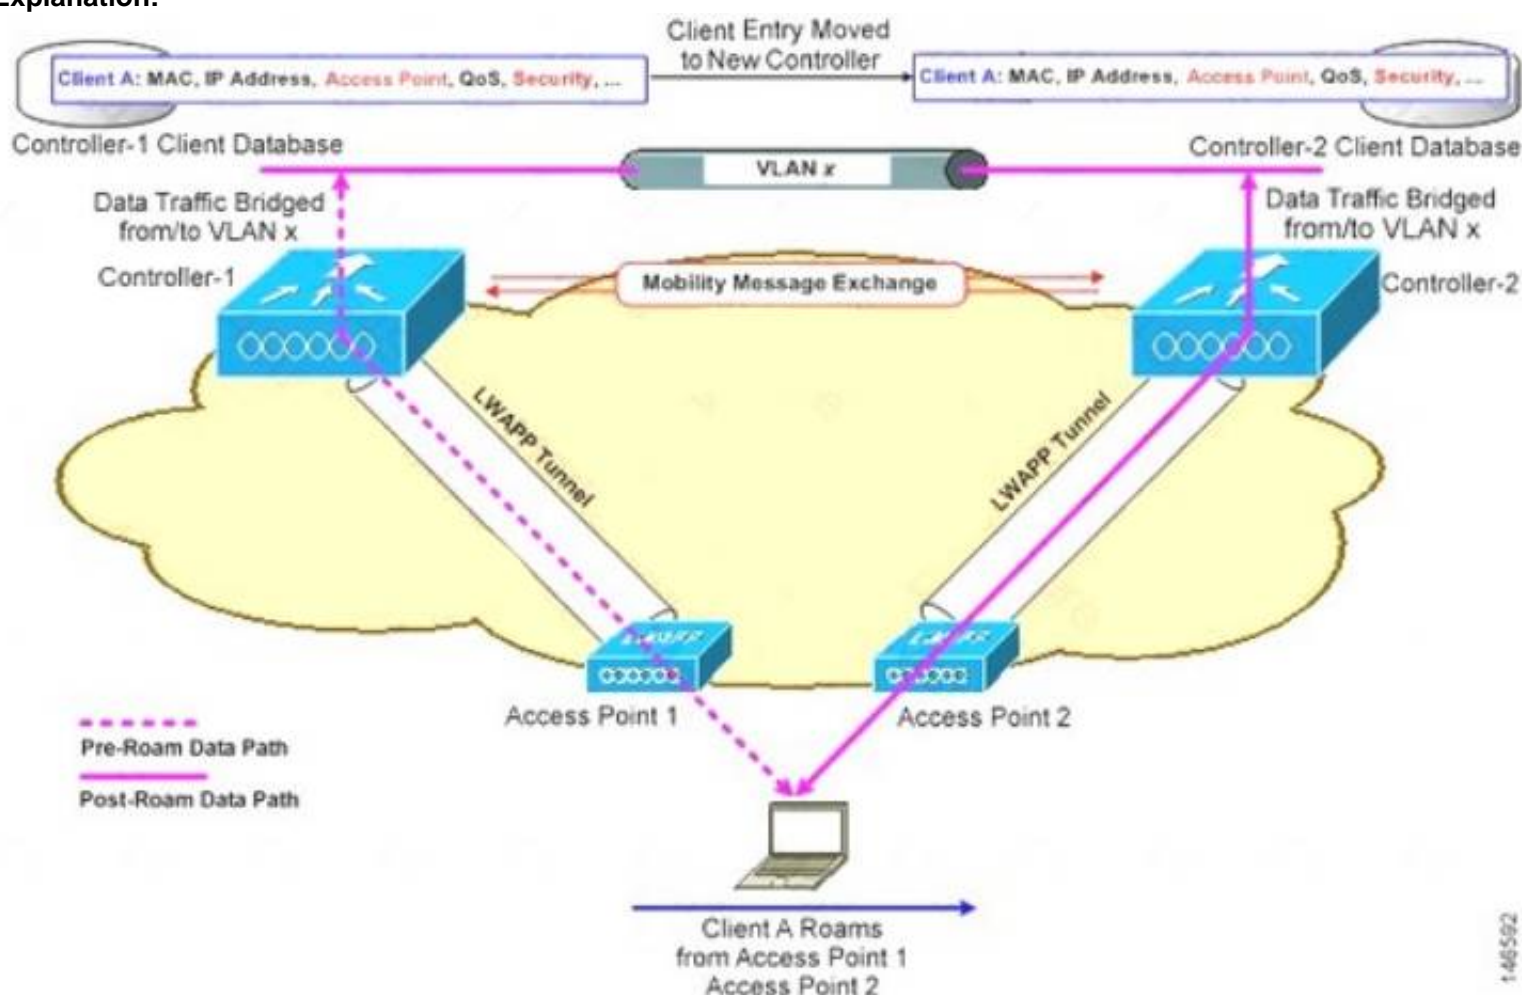 Explanation:
Client Entry Moved
to New Controller
Client A: MAC, IP Address, Access Point, QoS, Security, ...
Client A: MAC, IP Address, Access Point, QoS, Security, ...
Controller-1 Client Database
Controller-2 Client Database
VLAN x
Data Traffic Bridged
from/to VLAN x
Data Traffic Bridged
from/to VLAN x
Controller-1
Mobility Message Exchange
Controller-2
LWAPP Tunnel
LWAPP Tunnel
LWAPP
LWAPP
Access Point 1
Access Point 2
Pre-Roam Data Path
Post-Roam Data Path
Client A Roams
from Access Point 1
Access Point 2
146592